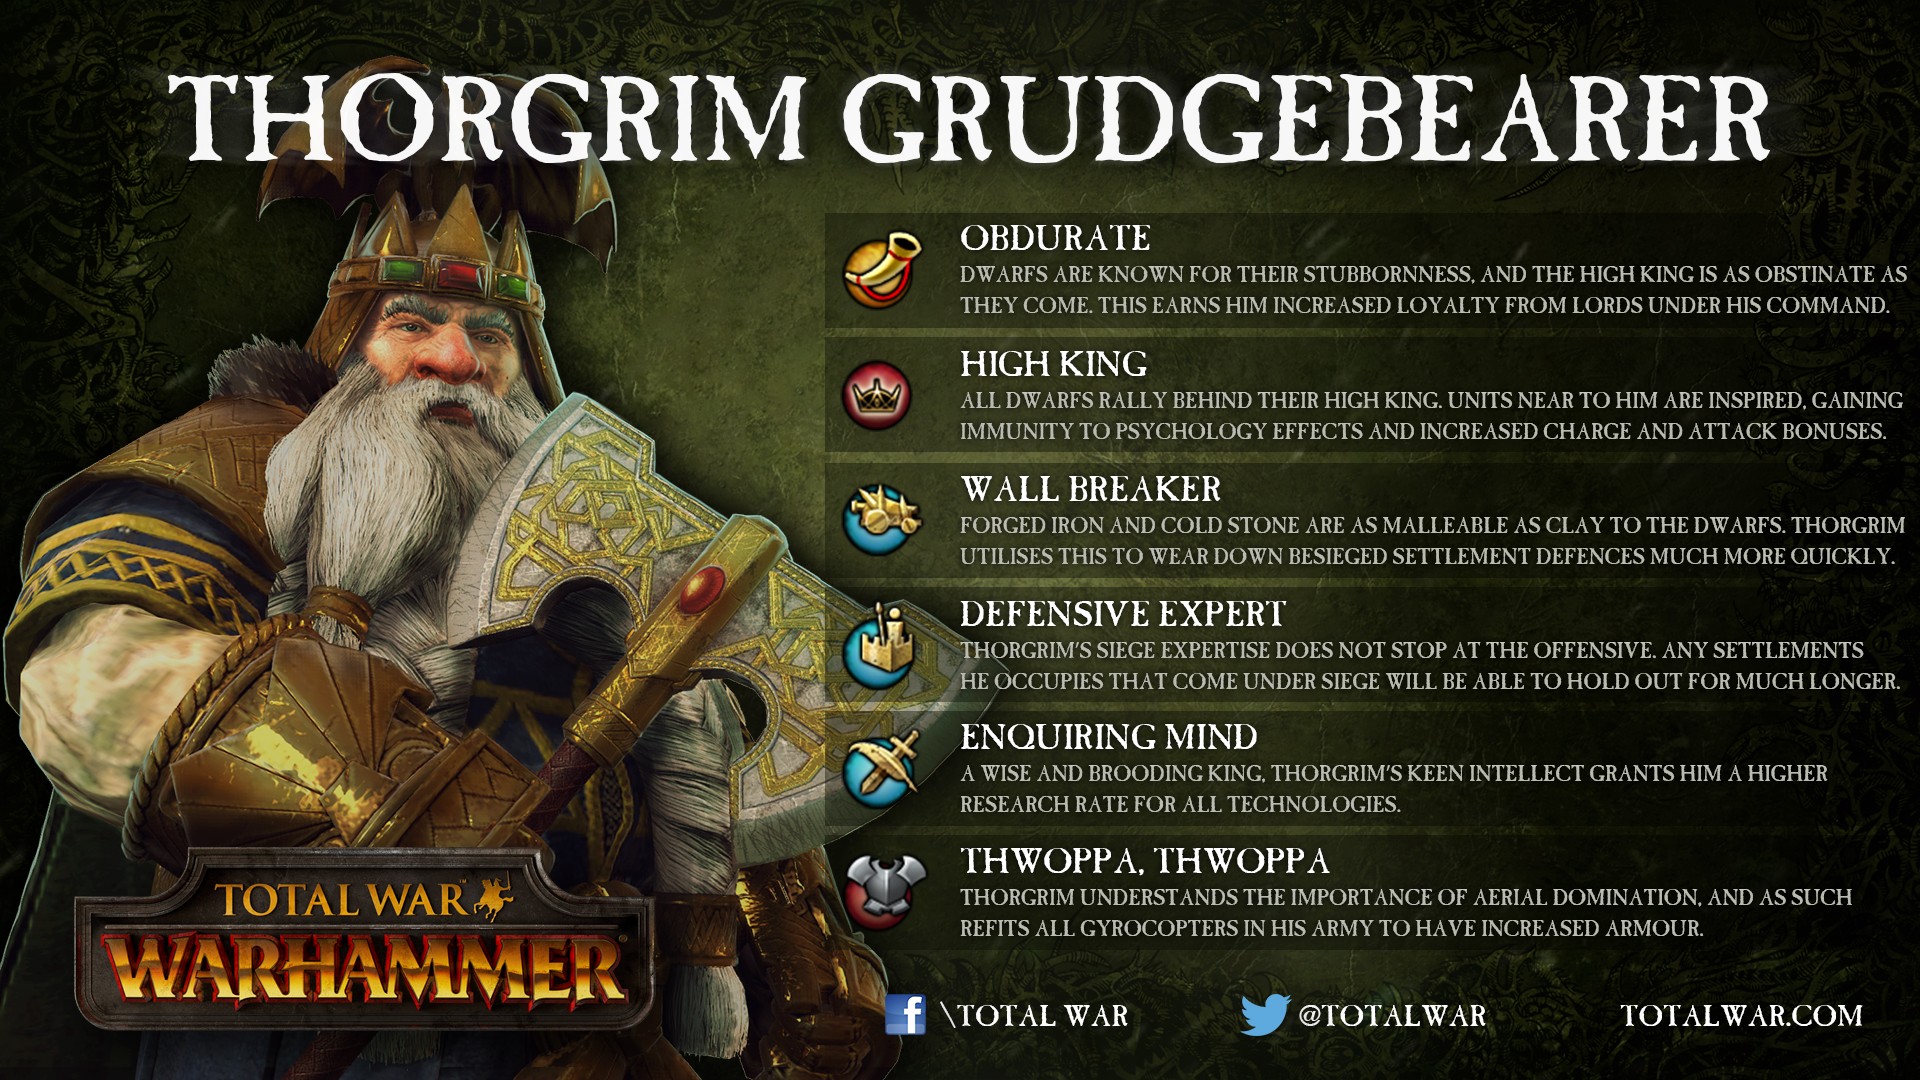 THORGRIM GRUDGEBEARER
OBDURATE
DWARFS ARE KNOWN FOR THEIR STUBBORNNESS, AND THE HIGH KING IS AS OBSTINATE AS
THEY COME. THIS EARNS HIM INCREASED LOYALTY FROM LORDS UNDER HIS COMMAND.
HIGH KING
ALL DWARFS RALLY BEHIND THEIR HIGH KING. UNITS NEAR TO HIM ARE INSPIRED, GAINING
IMMUNITY TO PSYCHOLOGY EFFECTS AND INCREASED CHARGE AND ATTACK BONUSES.
WALL BREAKER
FORGED IRON AND COLD STONE ARE AS MALLEABLE AS CLAY TO THE DWARFS. THORGRIM
UTILISES THIS TO WEAR DOWN BESIEGED SETTLEMENT DEFENCES MUCH MORE QUICKLY.
DEFENSIVE EXPERT
THORGRIM'S SIEGE EXPERTISE DOES NOT STOP AT THE OFFENSIVE. ANY SETTLEMENTS
HE OCCUPIES THAT COME UNDER SIEGE WILL BE ABLE TO HOLD OUT FOR MUCH LONGER.
ENQUIRING MIND
A WISE AND BROODING KING, THORGRIM'S KEEN INTELLECT GRANTS HIM A HIGHER
RESEARCH RATE FOR ALL TECHNOLOGIES.
THWOPPA, THWOPPA
THORGRIM UNDERSTANDS THE IMPORTANCE OF AERIAL DOMINATION, AND AS SUCH
REFITS ALL GYROCOPTERS IN HIS ARMY TO HAVE INCREASED ARMOUR.
TOTAL WAR™
WARHAMMER®
f \TOTAL WAR
@TOTALWAR
TOTALWAR.COM